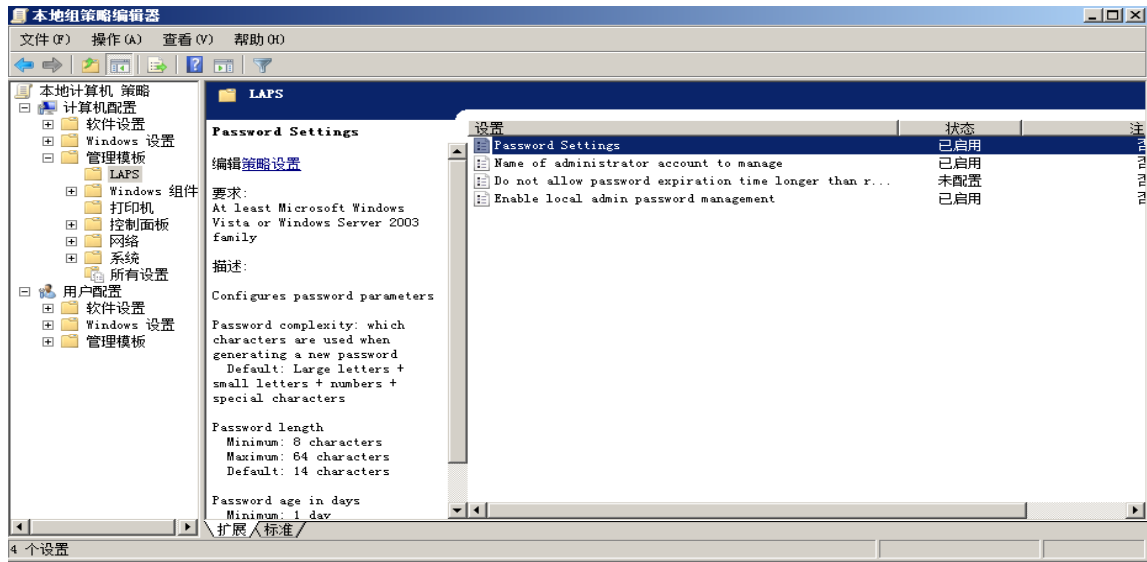 本地组策略编辑器
文件(F) 操作(A) 查看(V) 帮助(H)
本地计算机 策略
计算机配置
软件设置
Windows 设置
管理模板
LAPS
Windows 组件
打印机
控制面板
网络
系统
所有设置
用户配置
软件设置
Windows 设置
管理模板
LAPS
Password Settings
编辑策略设置
要求:
At least Microsoft Windows
Vista or Windows Server 2003
family
描述:
Configures password parameters
Password complexity: which
characters are used when
generating a new password
Default: Large letters +
small letters + numbers +
special characters
Password length
Minimum: 8 characters
Maximum: 64 characters
Default: 14 characters
Password age in days
Minimum: 1 day
设置 状态 注
Password Settings 已启用
Name of administrator account to manage 已启用
Do not allow password expiration time longer than r... 未配置
Enable local admin password management 已启用
扩展 标准
4 个设置